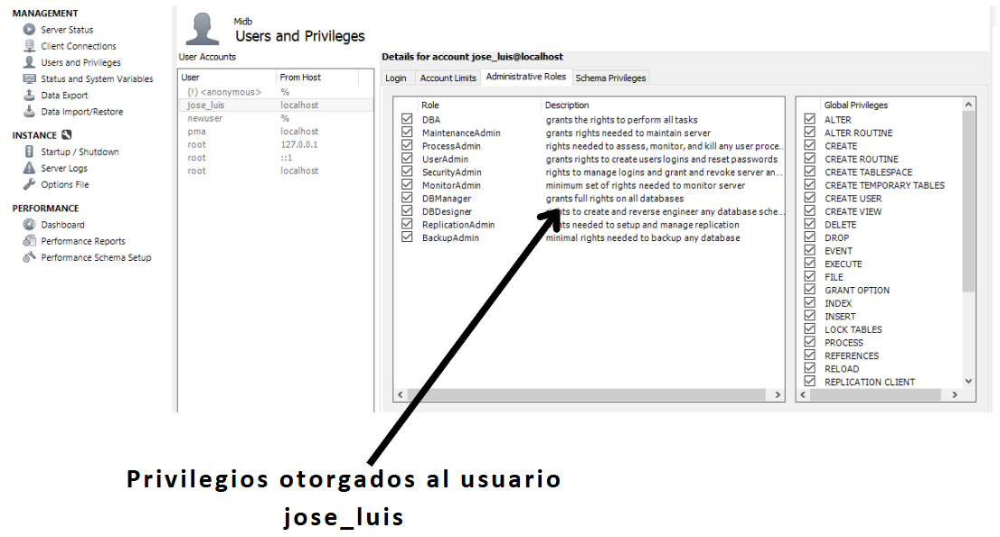 MANAGEMENT
Server Status
Client Connections
Users and Privileges
Status and System Variables
Data Export
Data Import/Restore
INSTANCE
Startup / Shutdown
Server Logs
Options File
PERFORMANCE
Dashboard
Performance Reports
Performance Schema Setup
Midb
Users and Privileges
User Accounts
User From Host
(!) <anonymous> %
jose_luis localhost
newuser %
pma localhost
root 127.0.0.1
root ::1
root localhost
Details for account jose_luis@localhost
Login Account Limits Administrative Roles Schema Privileges
Role Description
DBA grants the rights to perform all tasks
MaintenanceAdmin grants rights needed to maintain server
ProcessAdmin rights needed to assess, monitor, and kill any user proce...
UserAdmin grants rights to create users logins and reset passwords
SecurityAdmin rights to manage logins and grant and revoke server an...
MonitorAdmin minimum set of rights needed to monitor server
DBManager grants full rights on all databases
DBDesigner rights to create and reverse engineer any database sche...
ReplicationAdmin rights needed to setup and manage replication
BackupAdmin minimal rights needed to backup any database
Global Privileges
ALTER
ALTER ROUTINE
CREATE
CREATE ROUTINE
CREATE TABLESPACE
CREATE TEMPORARY TABLES
CREATE USER
CREATE VIEW
DELETE
DROP
EVENT
EXECUTE
FILE
GRANT OPTION
INDEX
INSERT
LOCK TABLES
PROCESS
REFERENCES
RELOAD
REPLICATION CLIENT
Privilegios otorgados al usuario
jose_luis